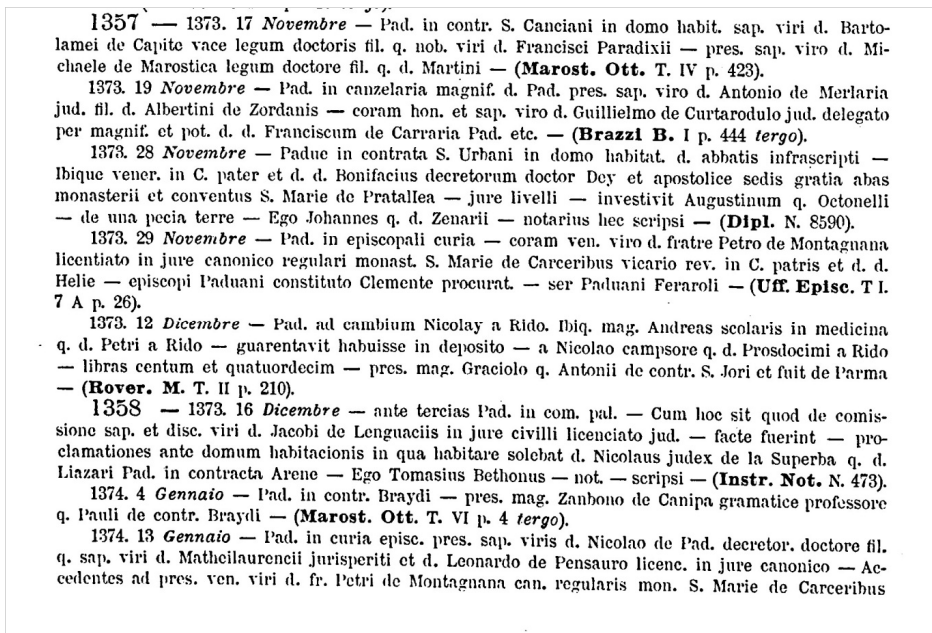 1357 — 1373. 17 Novembre — Pad. in contr. S. Canciani in domo habit. sap. viri d. Barto-
lamei de Capite vace legum doctoris fil. q. nob. viri d. Francisci Paradixii — pres. sap. viro d. Mi-
chaele de Marostica legum doctore fil. q. d. Martini — (Marost. Ott. T. IV p. 423).
1373. 19 Novembre — Pad. in canzelaria magnif. d. Pad. pres. sap. viro d. Antonio de Merlaria
jud. fil. d. Albertini de Zordanis — coram hon. et sap. viro d. Guillielmo de Curtarodulo jud. delegato
per magnif. et pot. d. d. Franciscum de Carraria Pad. etc. — (Brazzi B. I p. 444 tergo).
1373. 28 Novembre — Padue in contrata S. Urbani in domo habitat. d. abbatis infrascripti —
Ibique vener. in C. pater et d. d. Bonifacius decretorum doctor Dey et apostolice sedis gratia abas
monasterii et conventus S. Marie de Pratallea — jure livelli — investivit Augustinum q. Octonelli
— de una pecia terre — Ego Johannes q. d. Zenarii — notarius hec scripsi — (Dipl. N. 8590).
1373. 29 Novembre — Pad. in episcopali curia — coram ven. viro d. fratre Petro de Montagnana
licentiato in jure canonico regulari monast. S. Marie de Carceribus vicario rev. in C. patris et d. d.
Helie — episcopi Paduani constituto Clemente procurat. — ser Paduani Feraroli — (Uff. Episc. T I.
7 A p. 26).
1373. 12 Dicembre — Pad. ad cambium Nicolay a Rido. Ibiq. mag. Andreas scolaris in medicina
q. d. Petri a Rido — guarentavit habuisse in deposito — a Nicolao campsore q. d. Prosdocimi a Rido
— libras centum et quatuordecim — pres. mag. Graciolo q. Antonii de contr. S. Jori et fuit de Parma
— (Rover. M. T. II p. 210).
1358 — 1373. 16 Dicembre — ante tercias Pad. in com. pal. — Cum hoc sit quod de comis-
sione sap. et disc. viri d. Jacobi de Lenguaciis in jure civilli licenciato jud. — facte fuerint — pro-
clamationes ante domum habitacionis in qua habitare solebat d. Nicolaus judex de la Superba q. d.
Liazari Pad. in contracta Arene — Ego Tomasius Bethonus — not. — scripsi — (Instr. Not. N. 473).
1374. 4 Gennaio — Pad. in contr. Braydi — pres. mag. Zanbono de Canipa gramatice professore
q. Pauli de contr. Braydi — (Marost. Ott. T. VI p. 4 tergo).
1374. 13 Gennaio — Pad. in curia episc. pres. sap. viris d. Nicolao de Pad. decretor. doctore fil.
q. sap. viri d. Matheilaurencii jurisperiti et d. Leonardo de Pensauro licenc. in jure canonico — Ac-
cedentes ad pres. ven. viri d. fr. Petri de Montagnana can. regularis mon. S. Marie de Carceribus